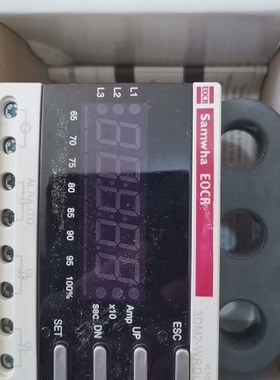 EOCR
Samwha EOCR
3DM2-
L1
L2
L3
65 70 75 80 85 90 95 100%
Amp
x10
sec.
ESC
UP
DN
SET